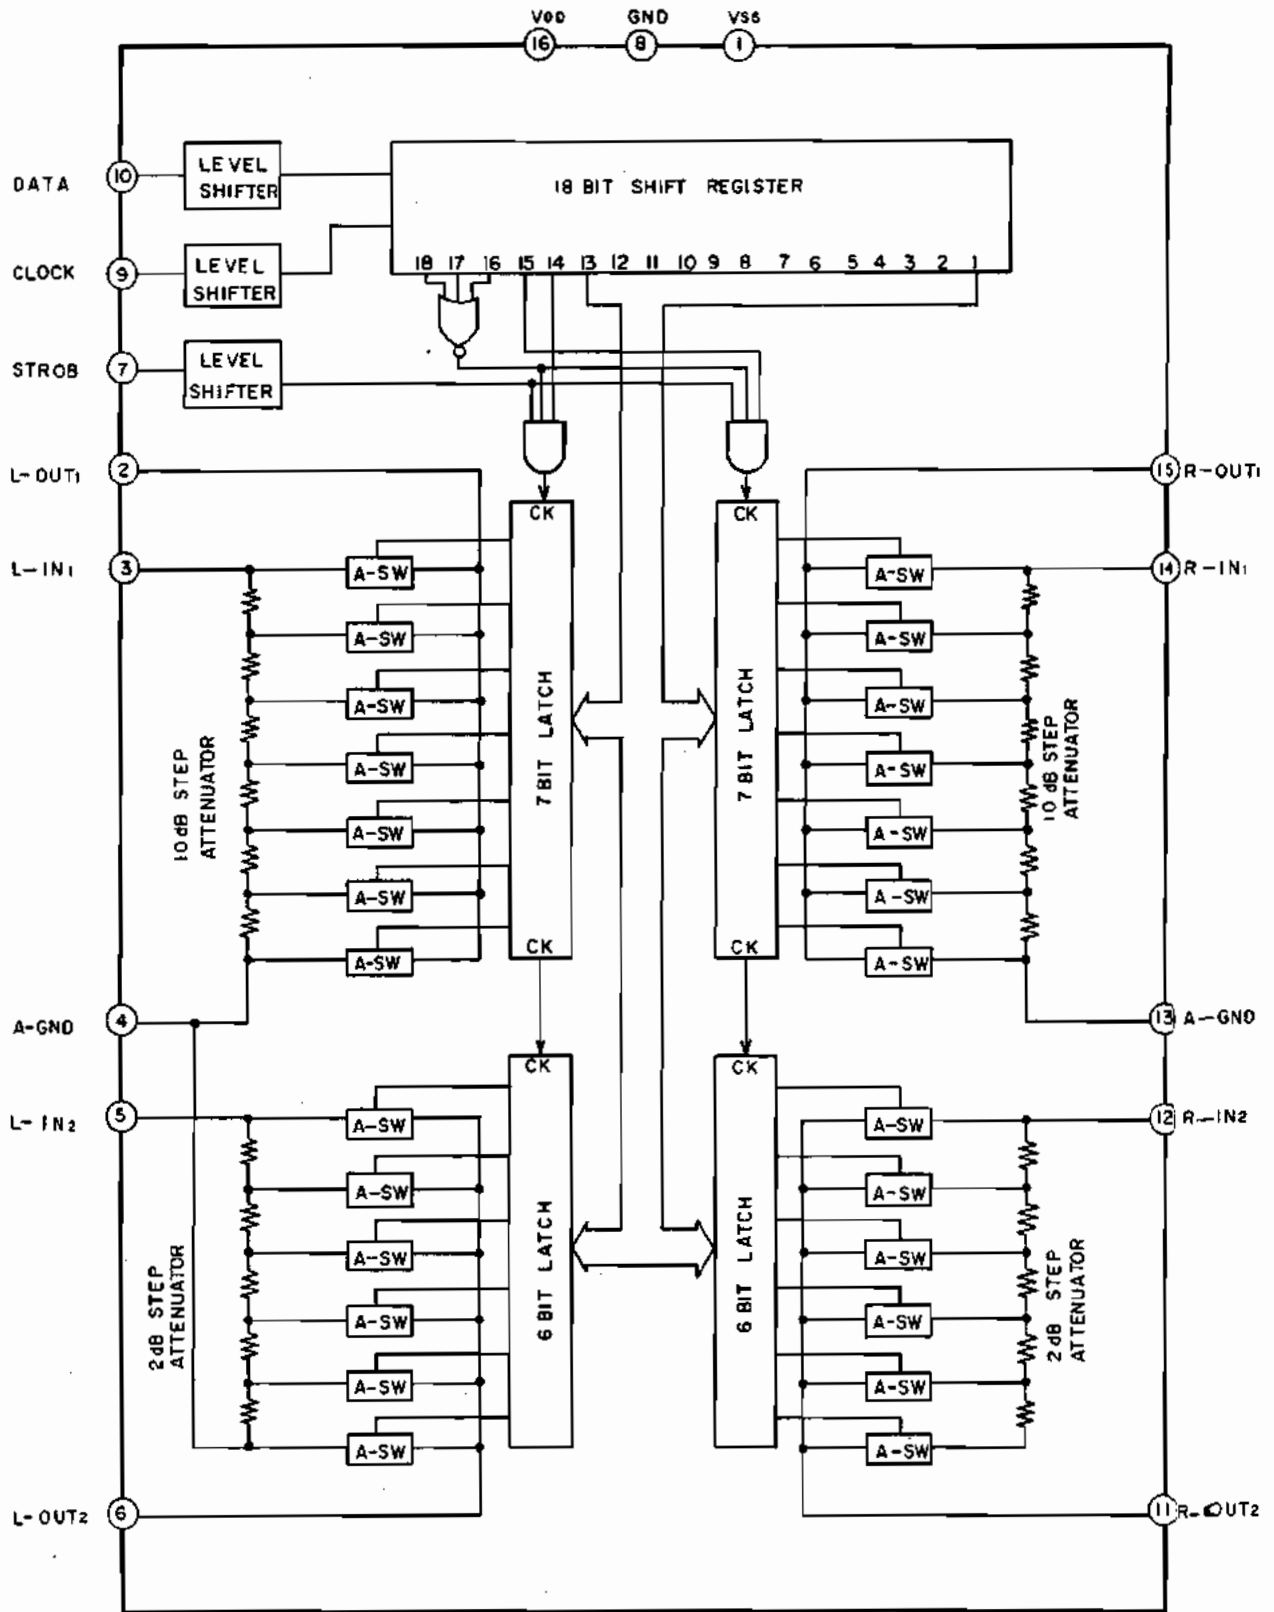 VDD GND VSS
16 8 1
DATA 10 LEVEL SHIFTER
18 BIT SHIFT REGISTER
CLOCK 9 LEVEL SHIFTER
18 17 16 15 14 13 12 11 10 9 8 7 6 5 4 3 2 1
STROB 7 LEVEL SHIFTER
L-OUT1 2
15 R-OUT1
CK CK
L-IN1 3
14 R-IN1
A-SW A-SW
A-SW A-SW
A-SW A-SW
A-SW A-SW
A-SW A-SW
A-SW A-SW
A-SW A-SW
10dB STEP
ATTENUATOR
7 BIT LATCH
7 BIT LATCH
10 dB STEP
ATTENUATOR
CK CK
A-GND 4
13 A-GND
CK CK
L-IN2 5
12 R-IN2
A-SW A-SW
A-SW A-SW
A-SW A-SW
A-SW A-SW
A-SW A-SW
A-SW A-SW
2dB STEP
ATTENUATOR
6 BIT LATCH
6 BIT LATCH
2 dB STEP
ATTENUATOR
L-OUT2 6
11 R-OUT2